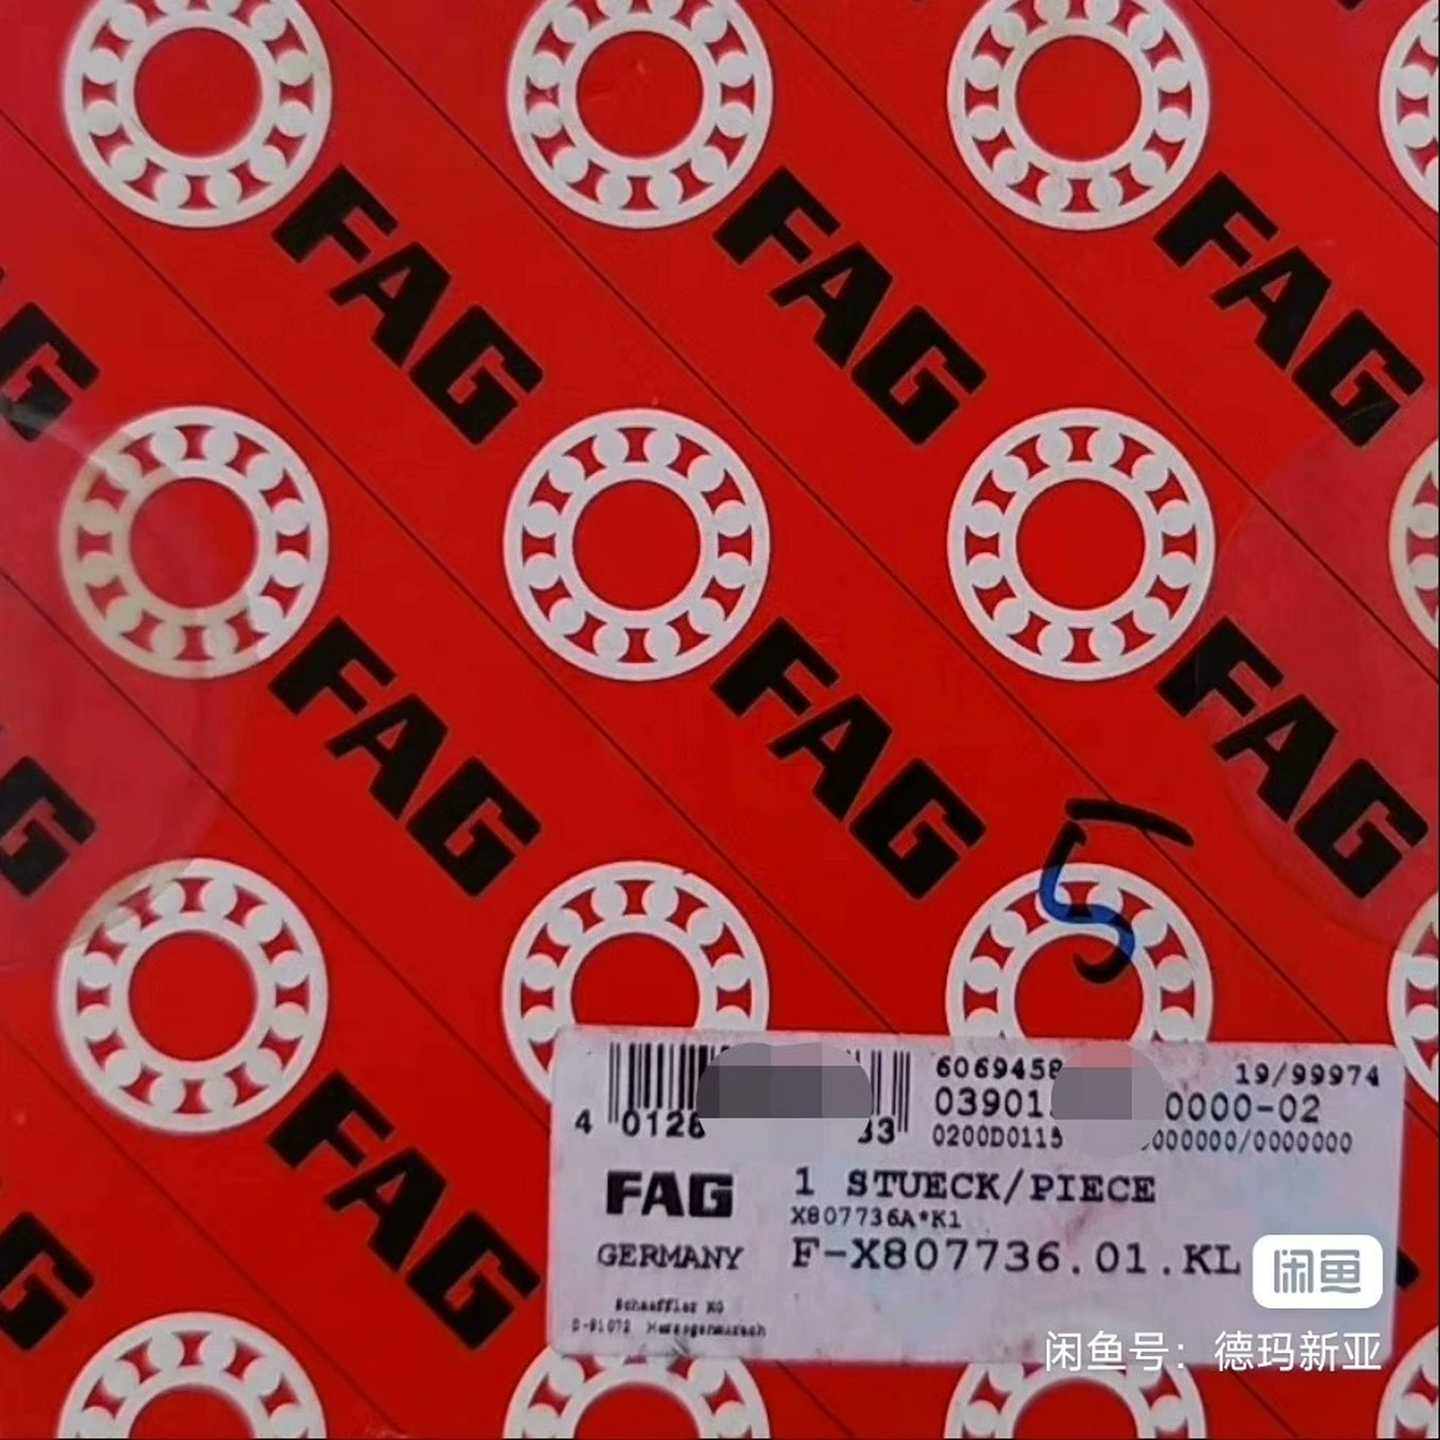 FAG
FAG
FAG
FAG
FAG
FAG
FAG
FAG
5
6069458
19/99974
03901
0000-02
4 0128
33
0200D0115
000000/0000000
FAG
1 STUECK/PIECE
X807736A*K1
GERMANY
F-X807736.01.KL
闲鱼
Schaeffler KG
闲鱼号：德玛新亚